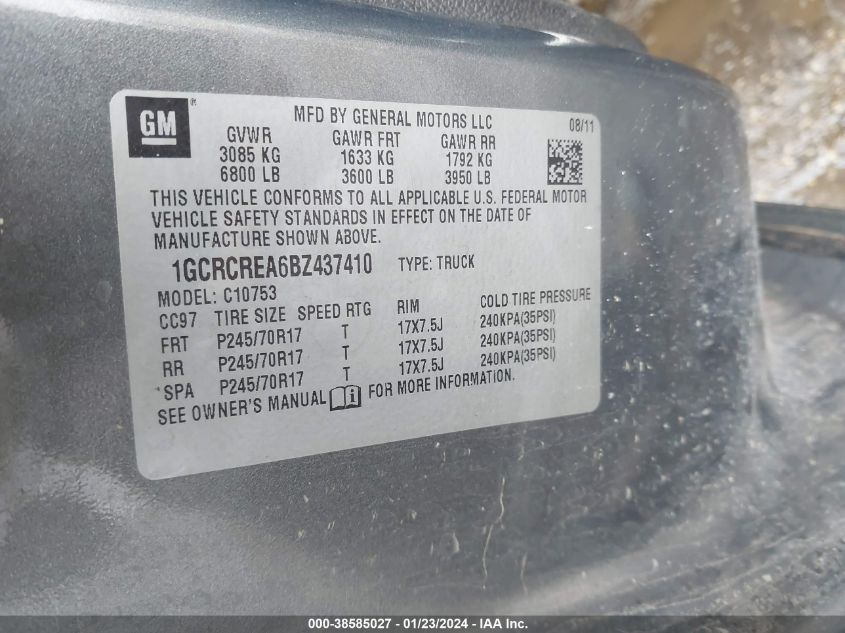 GM
MFD BY GENERAL MOTORS LLC
08/11
GVWR GAWR FRT GAWR RR
3085 KG 1633 KG 1792 KG
6800 LB 3600 LB 3950 LB
THIS VEHICLE CONFORMS TO ALL APPLICABLE U.S. FEDERAL MOTOR
VEHICLE SAFETY STANDARDS IN EFFECT ON THE DATE OF
MANUFACTURE SHOWN ABOVE.
1GCRCREA6BZ437410 TYPE: TRUCK
MODEL: C10753
CC97 TIRE SIZE SPEED RTG RIM COLD TIRE PRESSURE
FRT P245/70R17 T 17X7.5J 240KPA(35PSI)
RR P245/70R17 T 17X7.5J 240KPA(35PSI)
SPA P245/70R17 T 17X7.5J 240KPA(35PSI)
SEE OWNER'S MANUAL FOR MORE INFORMATION.
000-38585027 - 01/23/2024 - IAA Inc.